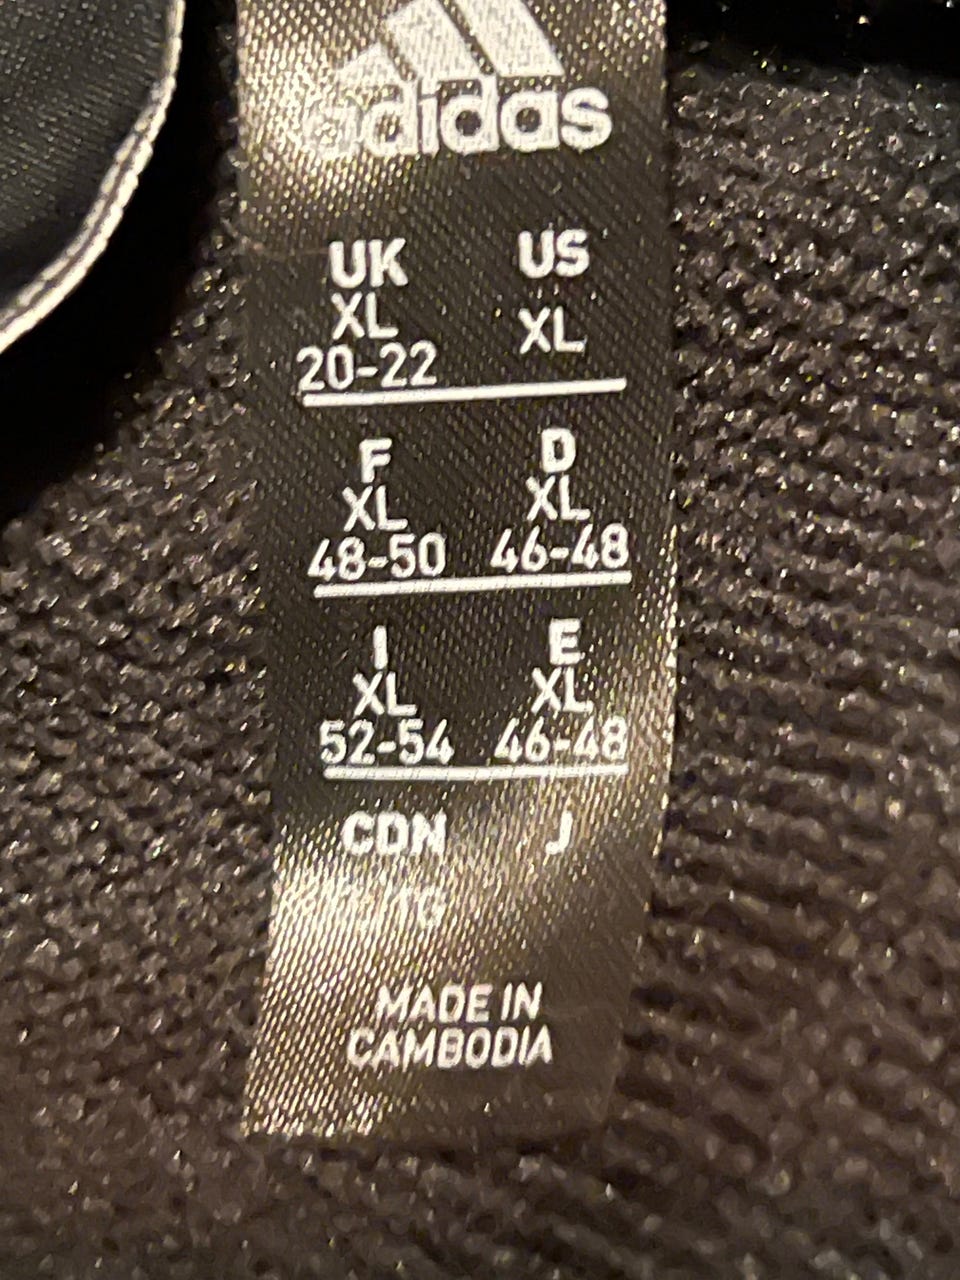 adidas
UK US
XL XL
20-22
F D
XL XL
48-50 46-48
I E
XL XL
52-54 46-48
CDN J
MADE IN
CAMBODIA